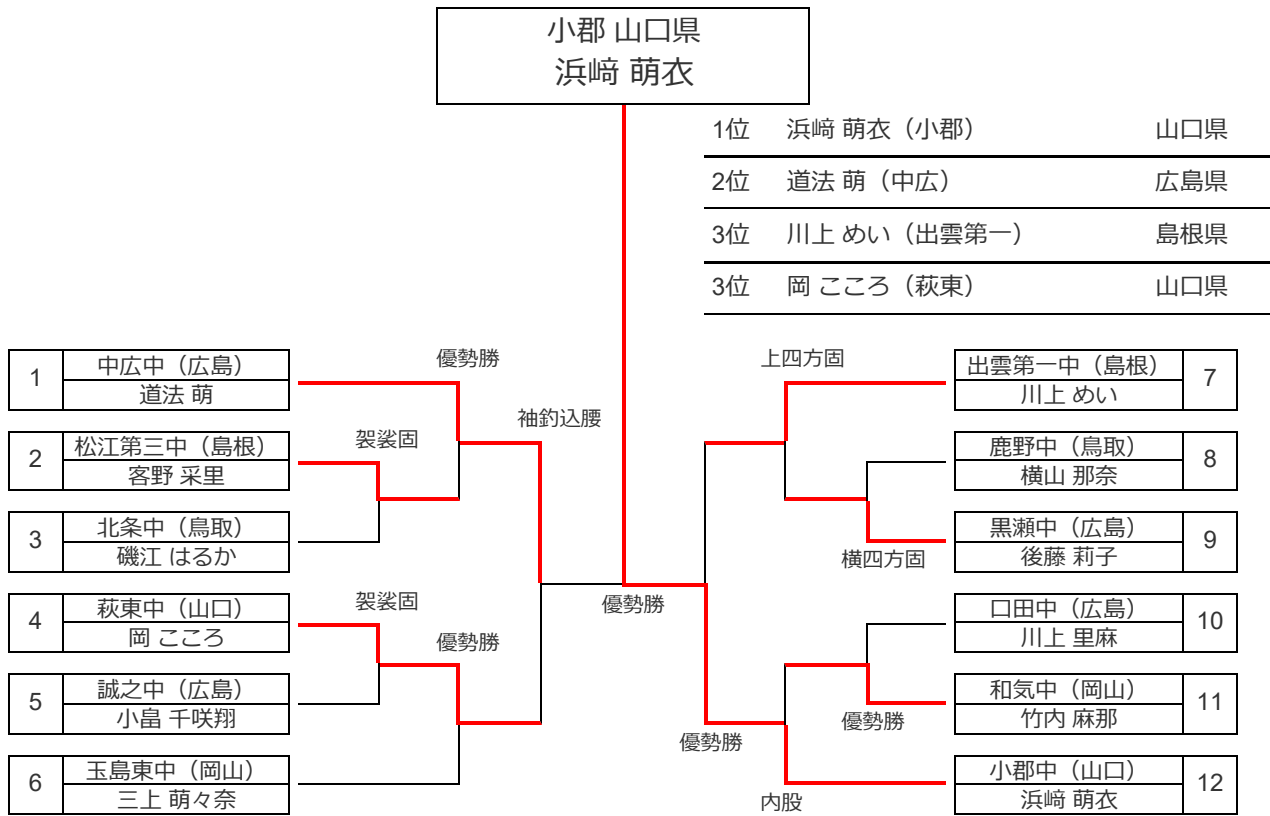 小郡 山口県
浜﨑 萌衣
1位 浜﨑 萌衣（小郡） 山口県
2位 道法 萌（中広） 広島県
3位 川上 めい（出雲第一） 島根県
3位 岡 こころ（萩東） 山口県
1 中広中（広島）
道法 萌
2 松江第三中（島根）
客野 采里
3 北条中（鳥取）
磯江 はるか
4 萩東中（山口）
岡 こころ
5 誠之中（広島）
小畠 千咲翔
6 玉島東中（岡山）
三上 萌々奈
優勢勝
袈裟固
袖釣込腰
袈裟固
優勢勝
優勢勝
上四方固
横四方固
優勢勝
優勢勝
内股
出雲第一中（島根） 7
川上 めい
鹿野中（鳥取） 8
横山 那奈
黒瀬中（広島） 9
後藤 莉子
口田中（広島） 10
川上 里麻
和気中（岡山） 11
竹内 麻那
小郡中（山口） 12
浜﨑 萌衣